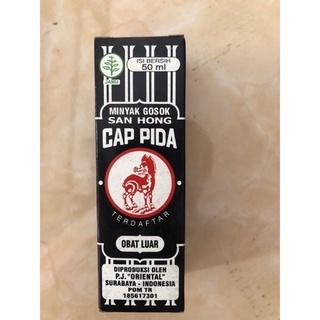 JAMU
ISI BERSIH
50 ml
MINYAK GOSOK
SAN HONG
CAP PIDA
TERDAFTAR
OBAT LUAR
DIPRODUKSI OLEH
P.J. "ORIENTAL"
SURABAYA - INDONESIA
POM TR
185617301